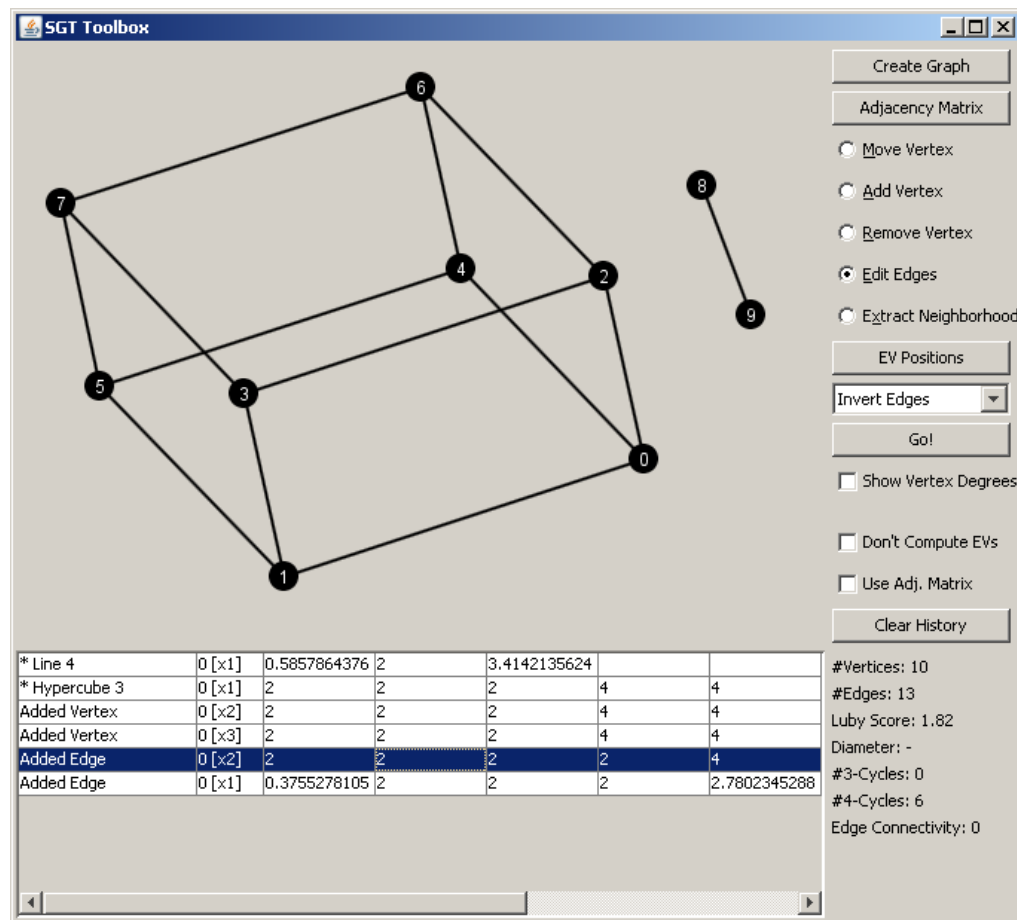 SGT Toolbox
6
7
8
4
2
9
5
3
0
1
Create Graph
Adjacency Matrix
Move Vertex
Add Vertex
Remove Vertex
Edit Edges
Extract Neighborhood
EV Positions
Invert Edges
Go!
Show Vertex Degrees
Don't Compute EVs
Use Adj. Matrix
Clear History
* Line 4 0 [x1] 0.5857864376 2 3.4142135624
* Hypercube 3 0 [x1] 2 2 2 4 4
Added Vertex 0 [x2] 2 2 2 4 4
Added Vertex 0 [x3] 2 2 2 4 4
Added Edge 0 [x2] 2 2 2 2 4
Added Edge 0 [x1] 0.3755278105 2 2 2 2.7802345288
#Vertices: 10
#Edges: 13
Luby Score: 1.82
Diameter: -
#3-Cycles: 0
#4-Cycles: 6
Edge Connectivity: 0